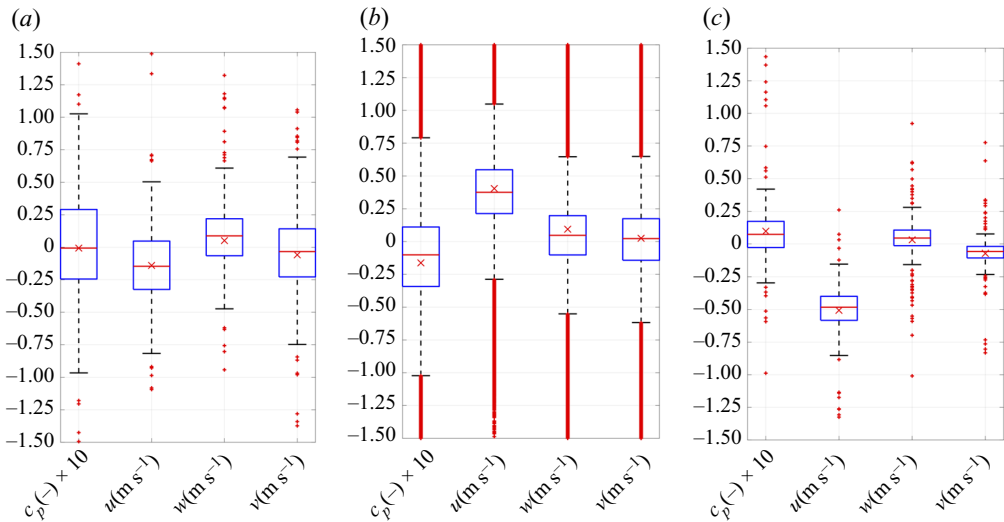 (a)
1.50
1.25
1.00
0.75
0.50
0.25
0
−0.25
−0.50
−0.75
−1.00
−1.25
−1.50
c_p(−) × 10
u(m s⁻¹)
w(m s⁻¹)
v(m s⁻¹)
(b)
1.50
1.25
1.00
0.75
0.50
0.25
0
−0.25
−0.50
−0.75
−1.00
−1.25
−1.50
c_p(−) × 10
u(m s⁻¹)
w(m s⁻¹)
v(m s⁻¹)
(c)
1.50
1.25
1.00
0.75
0.50
0.25
0
−0.25
−0.50
−0.75
−1.00
−1.25
−1.50
c_p(−) × 10
u(m s⁻¹)
w(m s⁻¹)
v(m s⁻¹)